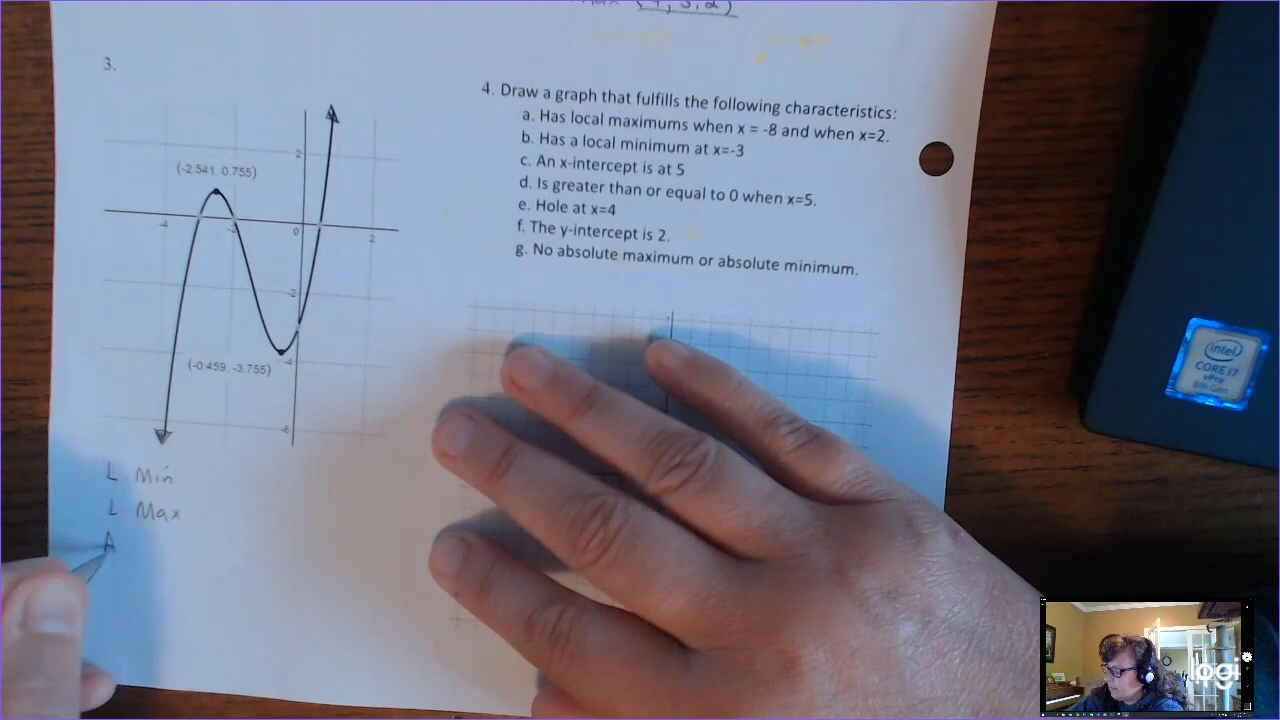 3.
(-2.541, 0.755)
2
-4
-2
0
2
-2
-4
(-0.459, -3.755)
-6
L. Min
L Max
A
4. Draw a graph that fulfills the following characteristics:
a. Has local maximums when x = -8 and when x=2.
b. Has a local minimum at x=-3
c. An x-intercept is at 5
d. Is greater than or equal to 0 when x=5.
e. Hole at x=4
f. The y-intercept is 2.
g. No absolute maximum or absolute minimum.
intel
CORE i7
vPro
8th Gen
logi